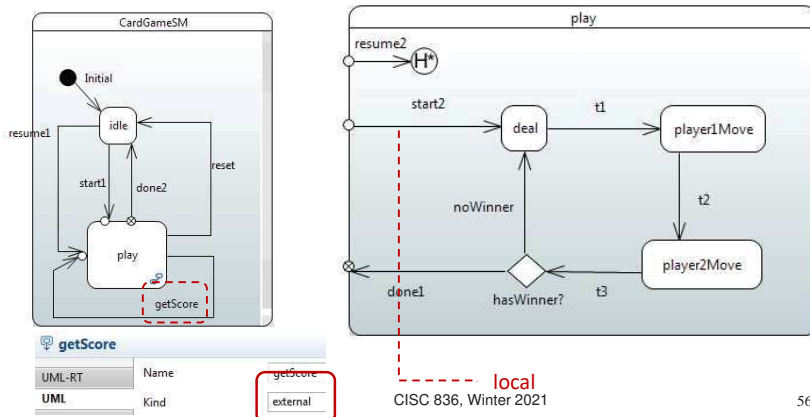 CardGameSM
Initial
idle
resume1
reset
start1
done2
play
getScore
getScore
UML-RT
Name
getScore
UML
Kind
external
play
resume2
H*
start2
t1
deal
player1Move
noWinner
t2
player2Move
done1
hasWinner?
t3
local
CISC 836, Winter 2021
56